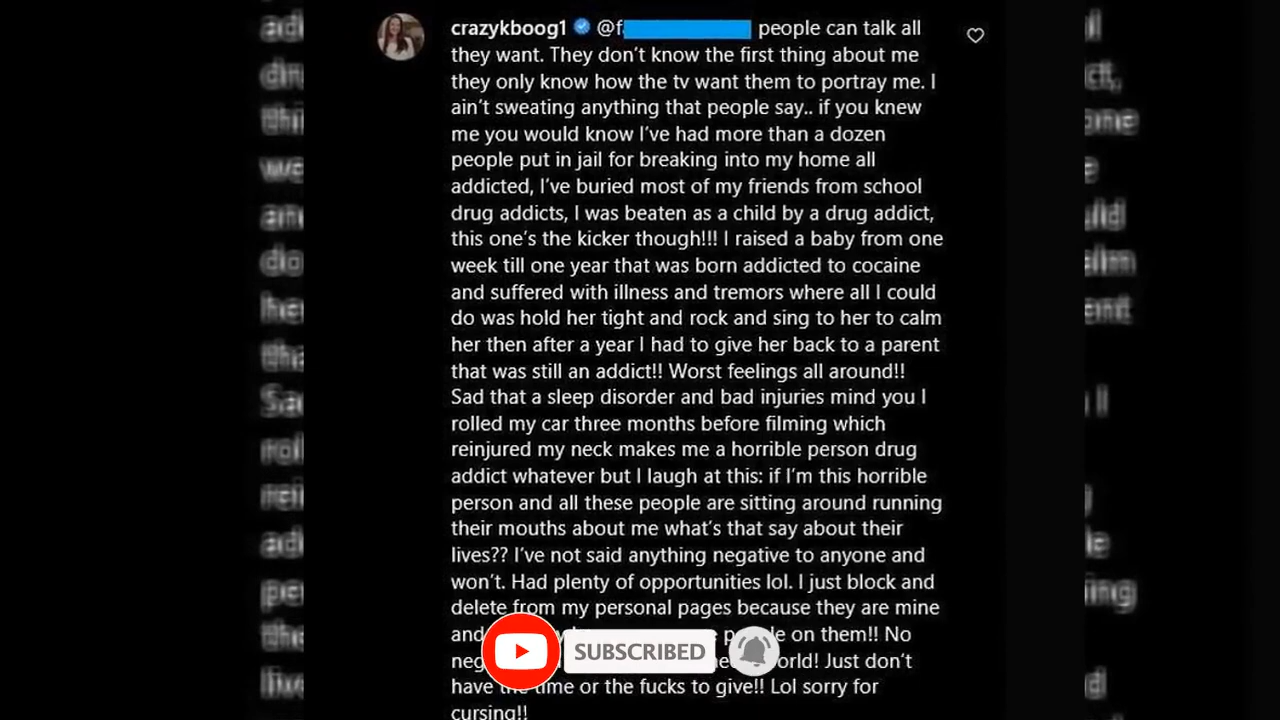 crazykboog1 @f people can talk all
they want. They don't know the first thing about me
they only know how the tv want them to portray me. I
ain't sweating anything that people say.. if you knew
me you would know I've had more than a dozen
people put in jail for breaking into my home all
addicted, I've buried most of my friends from school
drug addicts, I was beaten as a child by a drug addict,
this one's the kicker though!!! I raised a baby from one
week till one year that was born addicted to cocaine
and suffered with illness and tremors where all I could
do was hold her tight and rock and sing to her to calm
her then after a year I had to give her back to a parent
that was still an addict!! Worst feelings all around!!
Sad that a sleep disorder and bad injuries mind you I
rolled my car three months before filming which
reinjured my neck makes me a horrible person drug
addict whatever but I laugh at this: if I'm this horrible
person and all these people are sitting around running
their mouths about me what's that say about their
lives?? I've not said anything negative to anyone and
won't. Had plenty of opportunities lol. I just block and
delete from my personal pages because they are mine
and on them!! No
SUBSCRIBED
Just don't
have the time or the fucks to give!! Lol sorry for
cursing!!